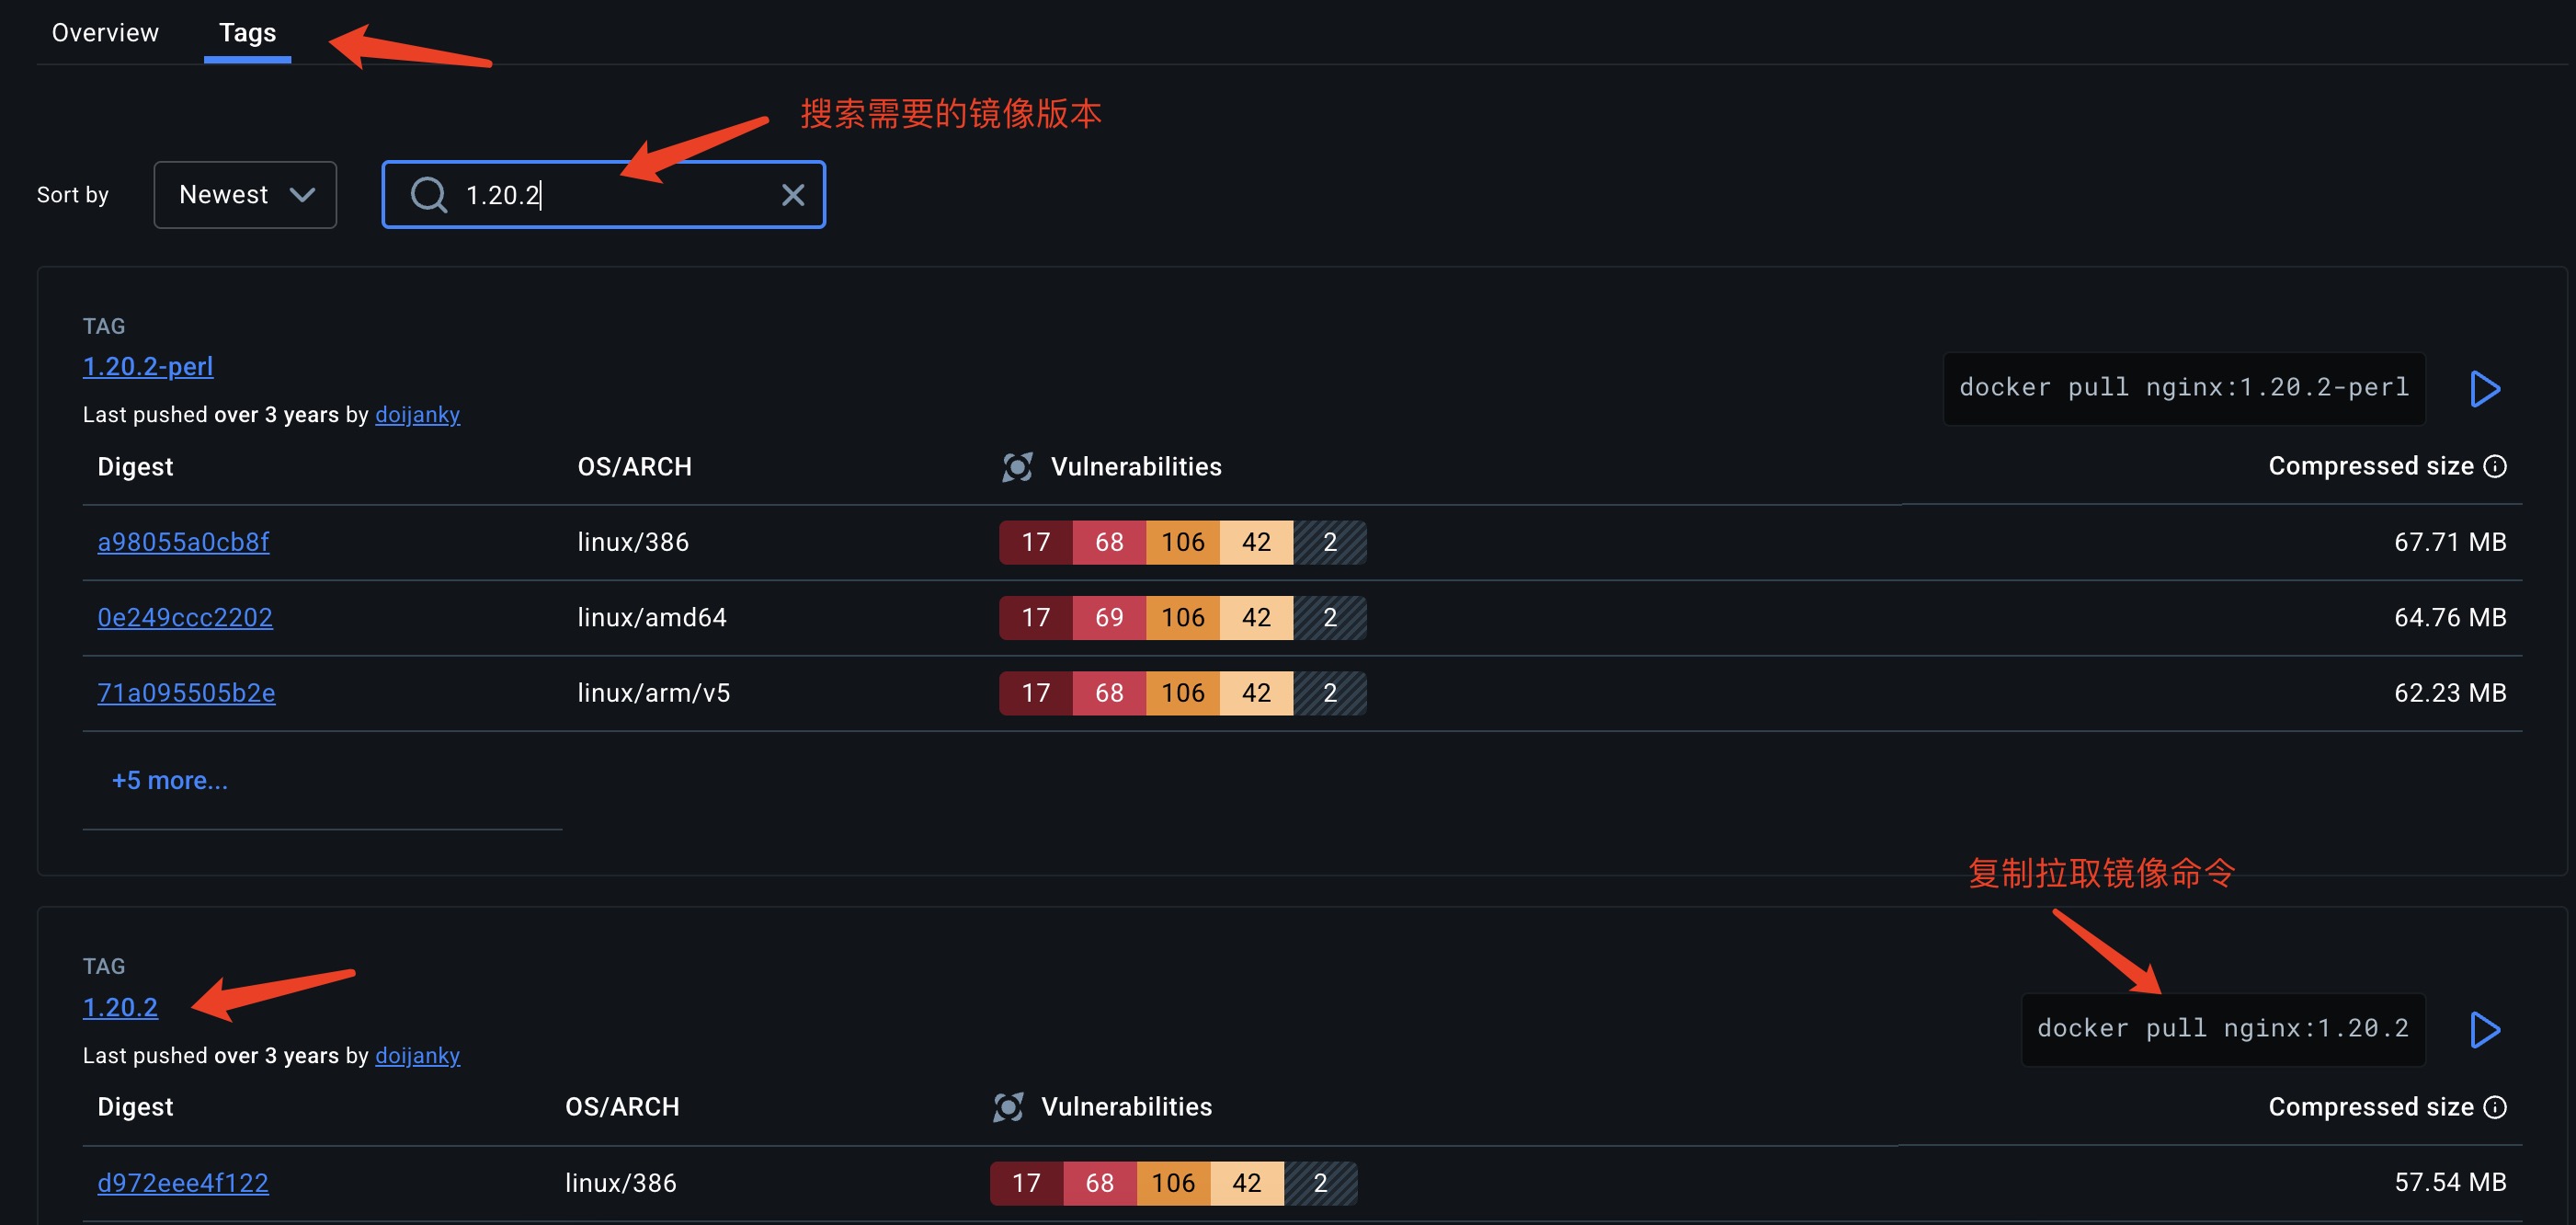 Overview Tags
搜索需要的镜像版本
Sort by Newest 1.20.2
TAG
1.20.2-perl
docker pull nginx:1.20.2-perl
Last pushed over 3 years by doijanky
Digest OS/ARCH Vulnerabilities Compressed size
a98055a0cb8f linux/386 17 68 106 42 2 67.71 MB
0e249ccc2202 linux/amd64 17 69 106 42 2 64.76 MB
71a095505b2e linux/arm/v5 17 68 106 42 2 62.23 MB
+5 more...
复制拉取镜像命令
TAG
1.20.2
docker pull nginx:1.20.2
Last pushed over 3 years by doijanky
Digest OS/ARCH Vulnerabilities Compressed size
d972eee4f122 linux/386 17 68 106 42 2 57.54 MB